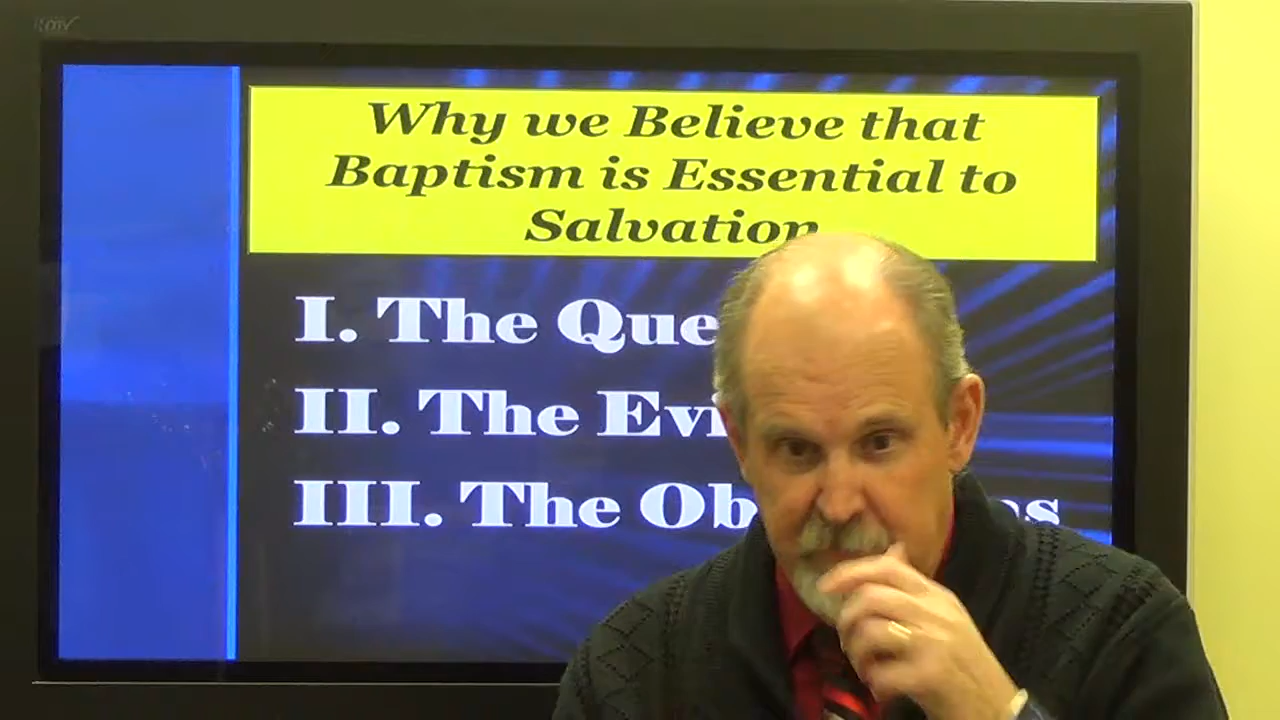 Why we Believe that
Baptism is Essential to
Salvation
I. The Que
II. The Evi
III. The Ob